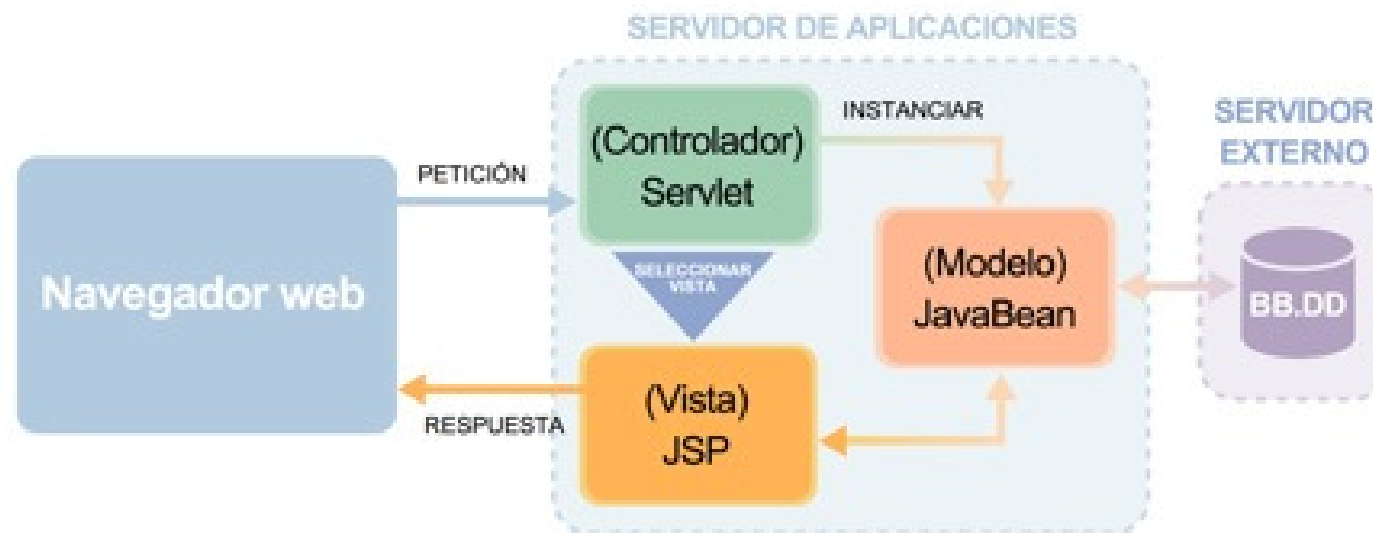 SERVIDOR DE APLICACIONES
INSTANCIAR
SERVIDOR
EXTERNO
(Controlador)
Servlet
PETICIÓN
SELECCIONAR
VISTA
(Modelo)
JavaBean
Navegador web
BB.DD
(Vista)
JSP
RESPUESTA